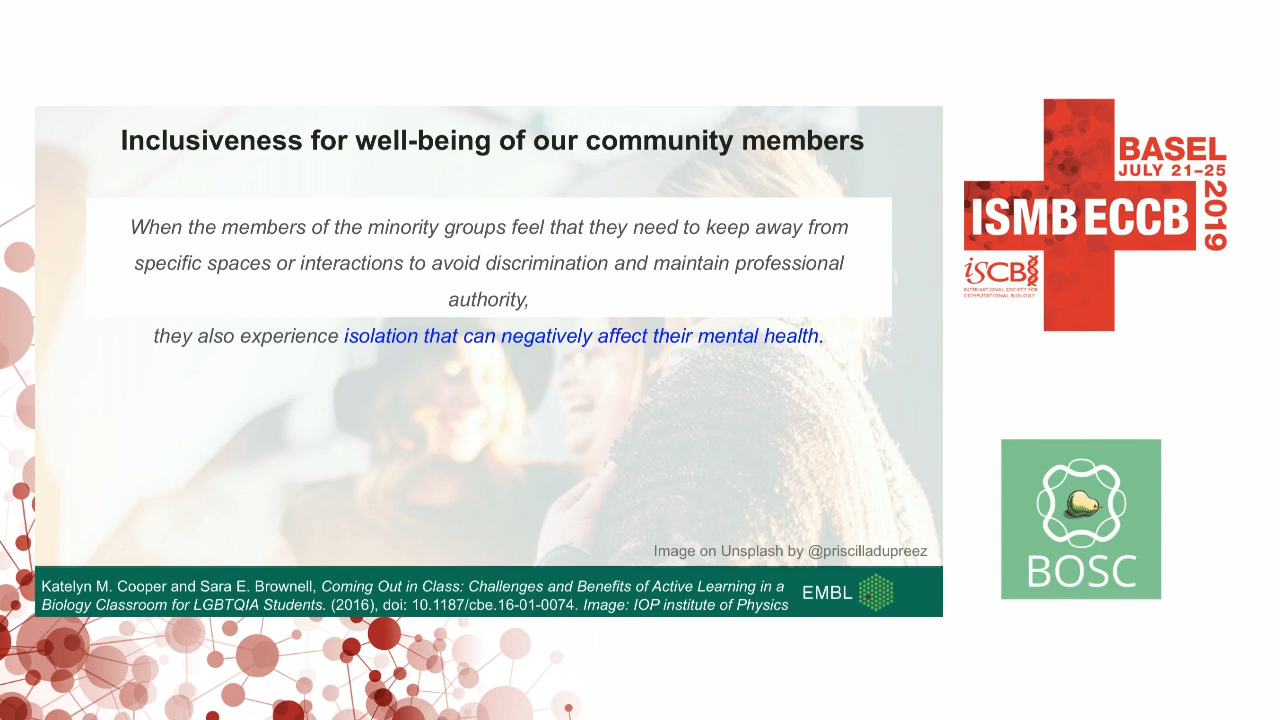 Inclusiveness for well-being of our community members
When the members of the minority groups feel that they need to keep away from
specific spaces or interactions to avoid discrimination and maintain professional
authority,
they also experience isolation that can negatively affect their mental health.
Image on Unsplash by @priscilladupreez
Katelyn M. Cooper and Sara E. Brownell, Coming Out in Class: Challenges and Benefits of Active Learning in a
Biology Classroom for LGBTQIA Students. (2016), doi: 10.1187/cbe.16-01-0074. Image: IOP institute of Physics
EMBL
BASEL
JULY 21–25
2019
ISMB ECCB
iSCB
INTERNATIONAL SOCIETY FOR
COMPUTATIONAL BIOLOGY
BOSC